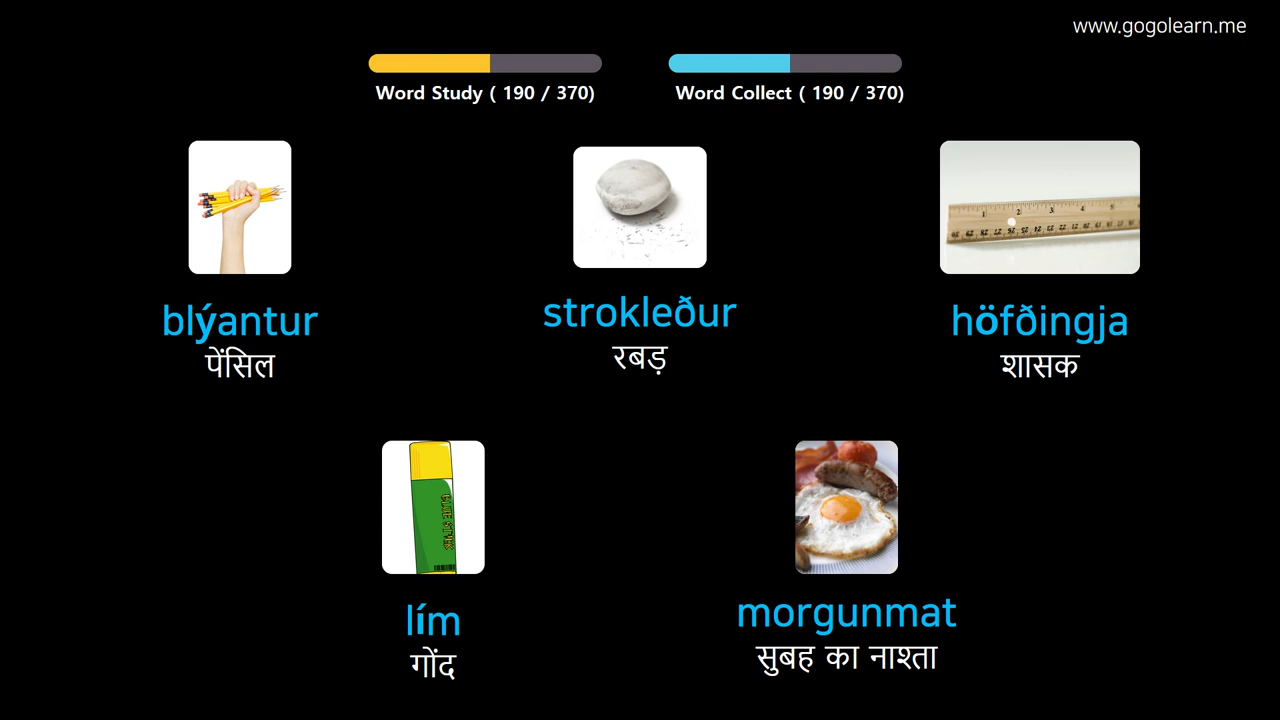 www.gogolearn.me
Word Study ( 190 / 370)
Word Collect ( 190 / 370)
blýantur
पेंसिल
strokleður
रबड़
höfðingja
शासक
lím
गोंद
morgunmat
सुबह का नाश्ता